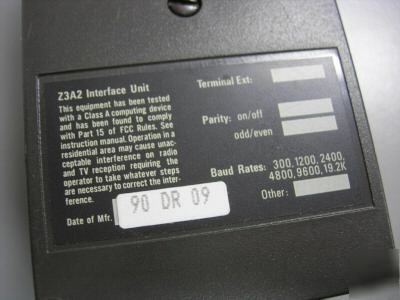 Z3A2 Interface Unit
This equipment has been tested
with a Class A computing device
and has been found to comply
with Part 15 of FCC Rules. See
instruction manual. Operation in a
residential area may cause unac-
ceptable interference on radio
and TV reception requiring the
operator to take whatever steps
are necessary to correct the inter-
ference.
Date of Mfr.
90 DR 09
Terminal Ext:
Parity: on/off
odd/even
Baud Rates: 300,1200,2400,
4800,9600,19.2K
Other: